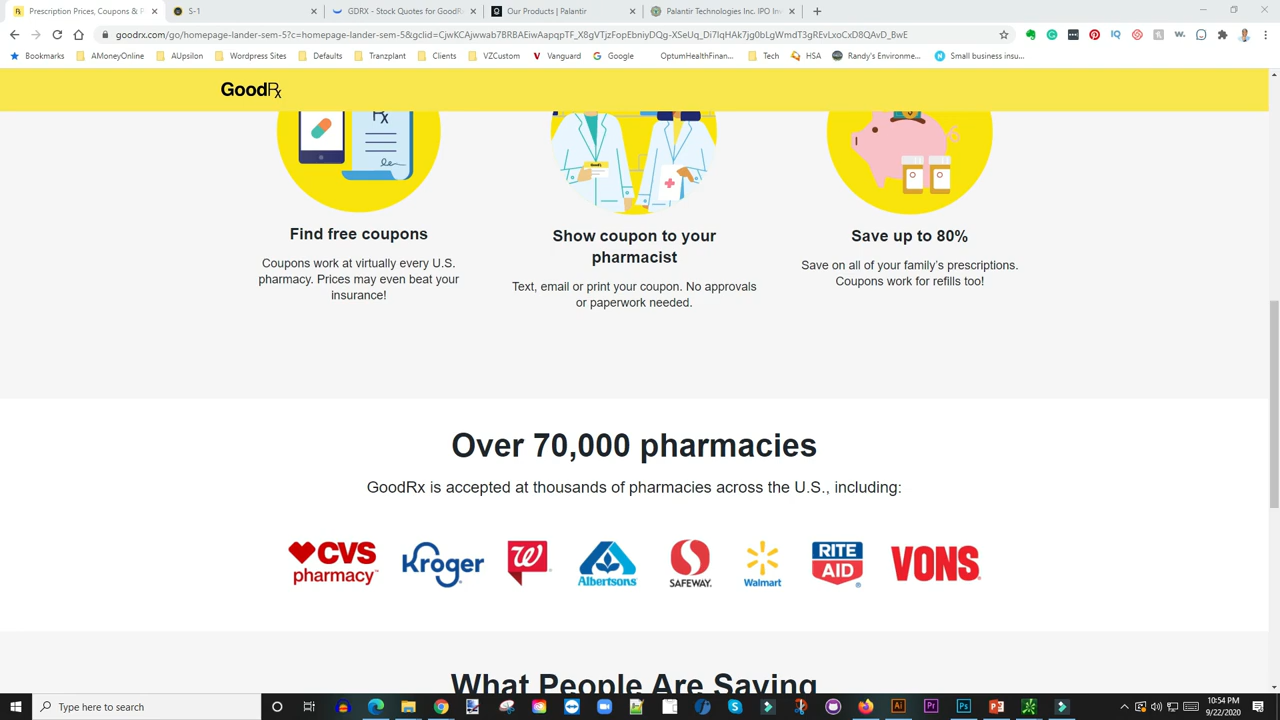 Prescription Prices, Coupons & P
S-1
GDRX - Stock Quotes for GoodR
Our Products | Palantir
Palantir Technologies Inc. IPO In
goodrx.com/go/homepage-lander-sem-5?c=homepage-lander-sem-5&gclid=CjwKCAjwwab7BRBAEiwAapqpT_X8gVTjzFopEbniyDQg-XSeUq_Di7IqHAk7jg0bLgWmdT3gREvLxoCxD8QAvD_BwE
Bookmarks AMoneyOnline AUpsilon Wordpress Sites Defaults Tranzplant Clients VZCustom Vanguard Google OptumHealthFinan... Tech HSA Randy's Environme... Small business insu...
GoodRx
Rx
GoodRx
Find free coupons
Coupons work at virtually every U.S.
pharmacy. Prices may even beat your
insurance!
Show coupon to your
pharmacist
Text, email or print your coupon. No approvals
or paperwork needed.
Save up to 80%
Save on all of your family's prescriptions.
Coupons work for refills too!
Over 70,000 pharmacies
GoodRx is accepted at thousands of pharmacies across the U.S., including:
CVS pharmacy
Kroger
W
Albertsons
SAFEWAY
Walmart
RITE AID
VONS
What People Are Saving
Type here to search
10:54 PM
9/22/2020